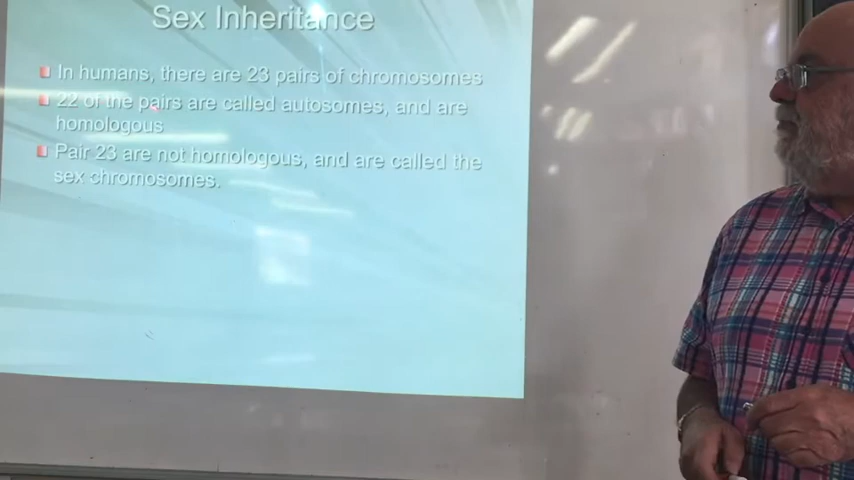 Sex Inheritance
In humans, there are 23 pairs of chromosomes
22 of the pairs are called autosomes, and are
homologous
Pair 23 are not homologous, and are called the
sex chromosomes.